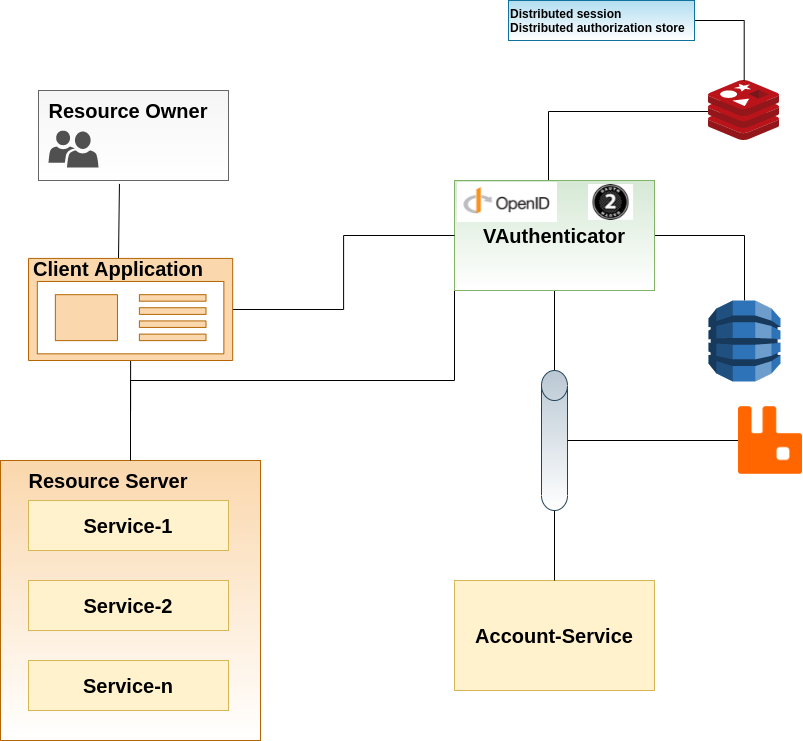 Distributed session
Distributed authorization store
Resource Owner
OpenID
2
VAuthenticator
Client Application
Resource Server
Service-1
Service-2
Service-n
Account-Service